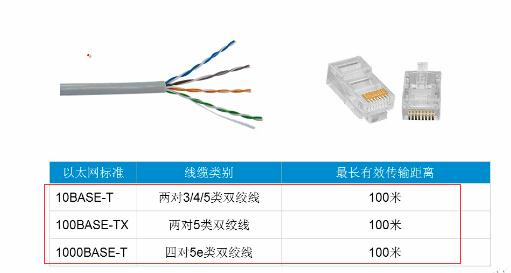 以太网标准 线缆类别 最长有效传输距离
10BASE-T 两对3/4/5类双绞线 100米
100BASE-TX 两对5类双绞线 100米
1000BASE-T 四对5e类双绞线 100米